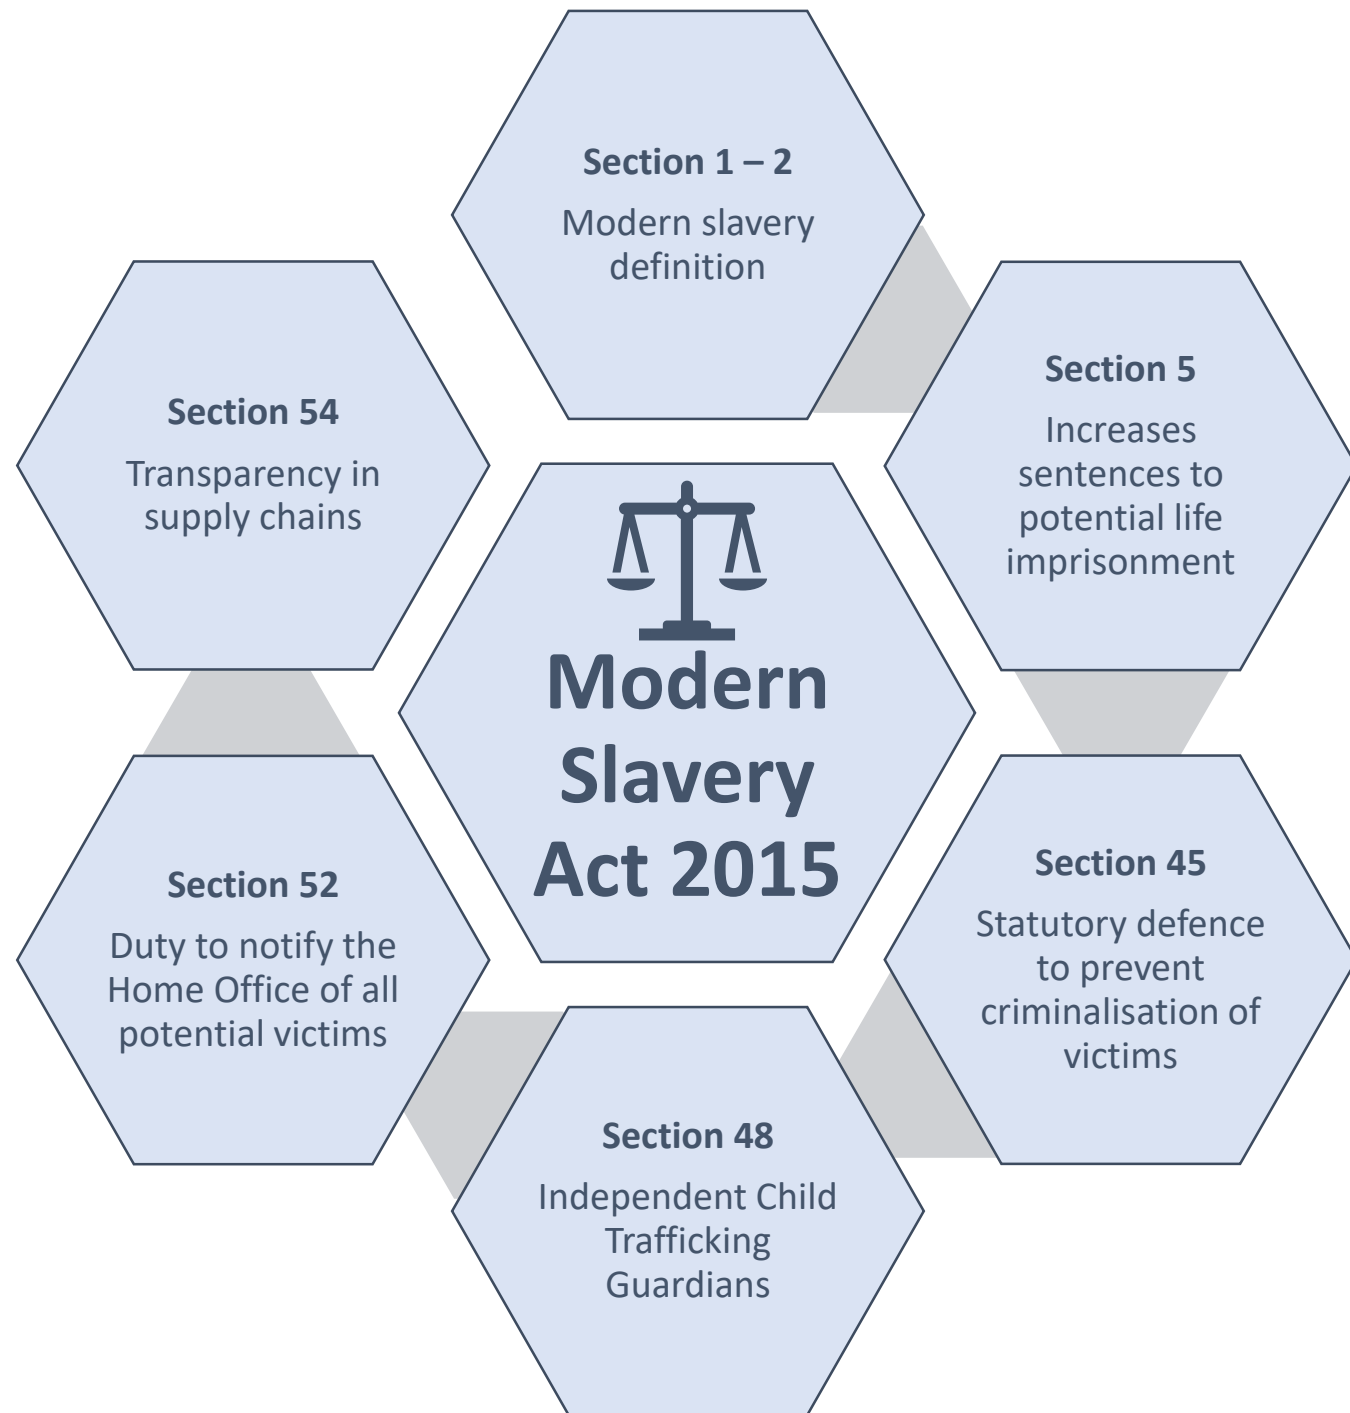 Section 1 – 2
Modern slavery
definition
Section 5
Increases
sentences to
potential life
imprisonment
Section 45
Statutory defence
to prevent
criminalisation of
victims
Section 48
Independent Child
Trafficking
Guardians
Section 52
Duty to notify the
Home Office of all
potential victims
Section 54
Transparency in
supply chains
Modern
Slavery
Act 2015